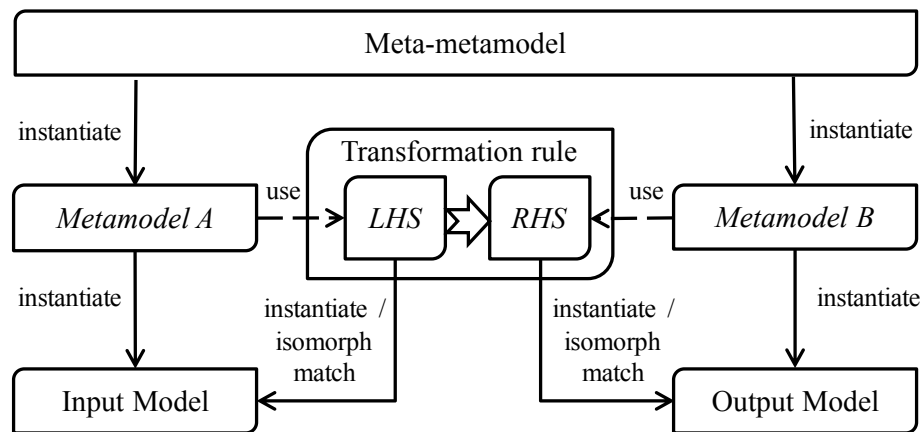 Meta-metamodel
instantiate
instantiate
Transformation rule
use
use
Metamodel A
LHS
RHS
Metamodel B
instantiate
instantiate /
isomorph
match
instantiate /
isomorph
match
instantiate
Input Model
Output Model